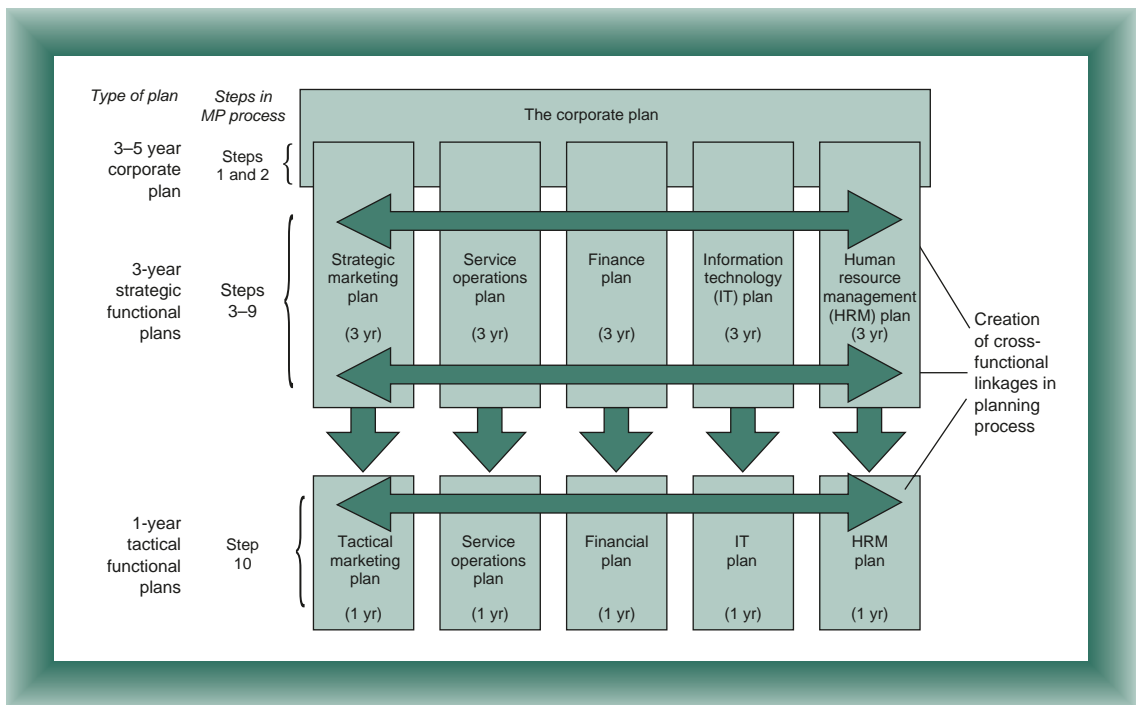 Type of plan
Steps in
MP process
The corporate plan
3–5 year
corporate
plan
Steps
1 and 2
3-year
strategic
functional
plans
Steps
3–9
Strategic
marketing
plan
(3 yr)
Service
operations
plan
(3 yr)
Finance
plan
(3 yr)
Information
technology
(IT) plan
(3 yr)
Human
resource
management
(HRM) plan
(3 yr)
Creation
of cross-
functional
linkages in
planning
process
1-year
tactical
functional
plans
Step
10
Tactical
marketing
plan
(1 yr)
Service
operations
plan
(1 yr)
Financial
plan
(1 yr)
IT
plan
(1 yr)
HRM
plan
(1 yr)